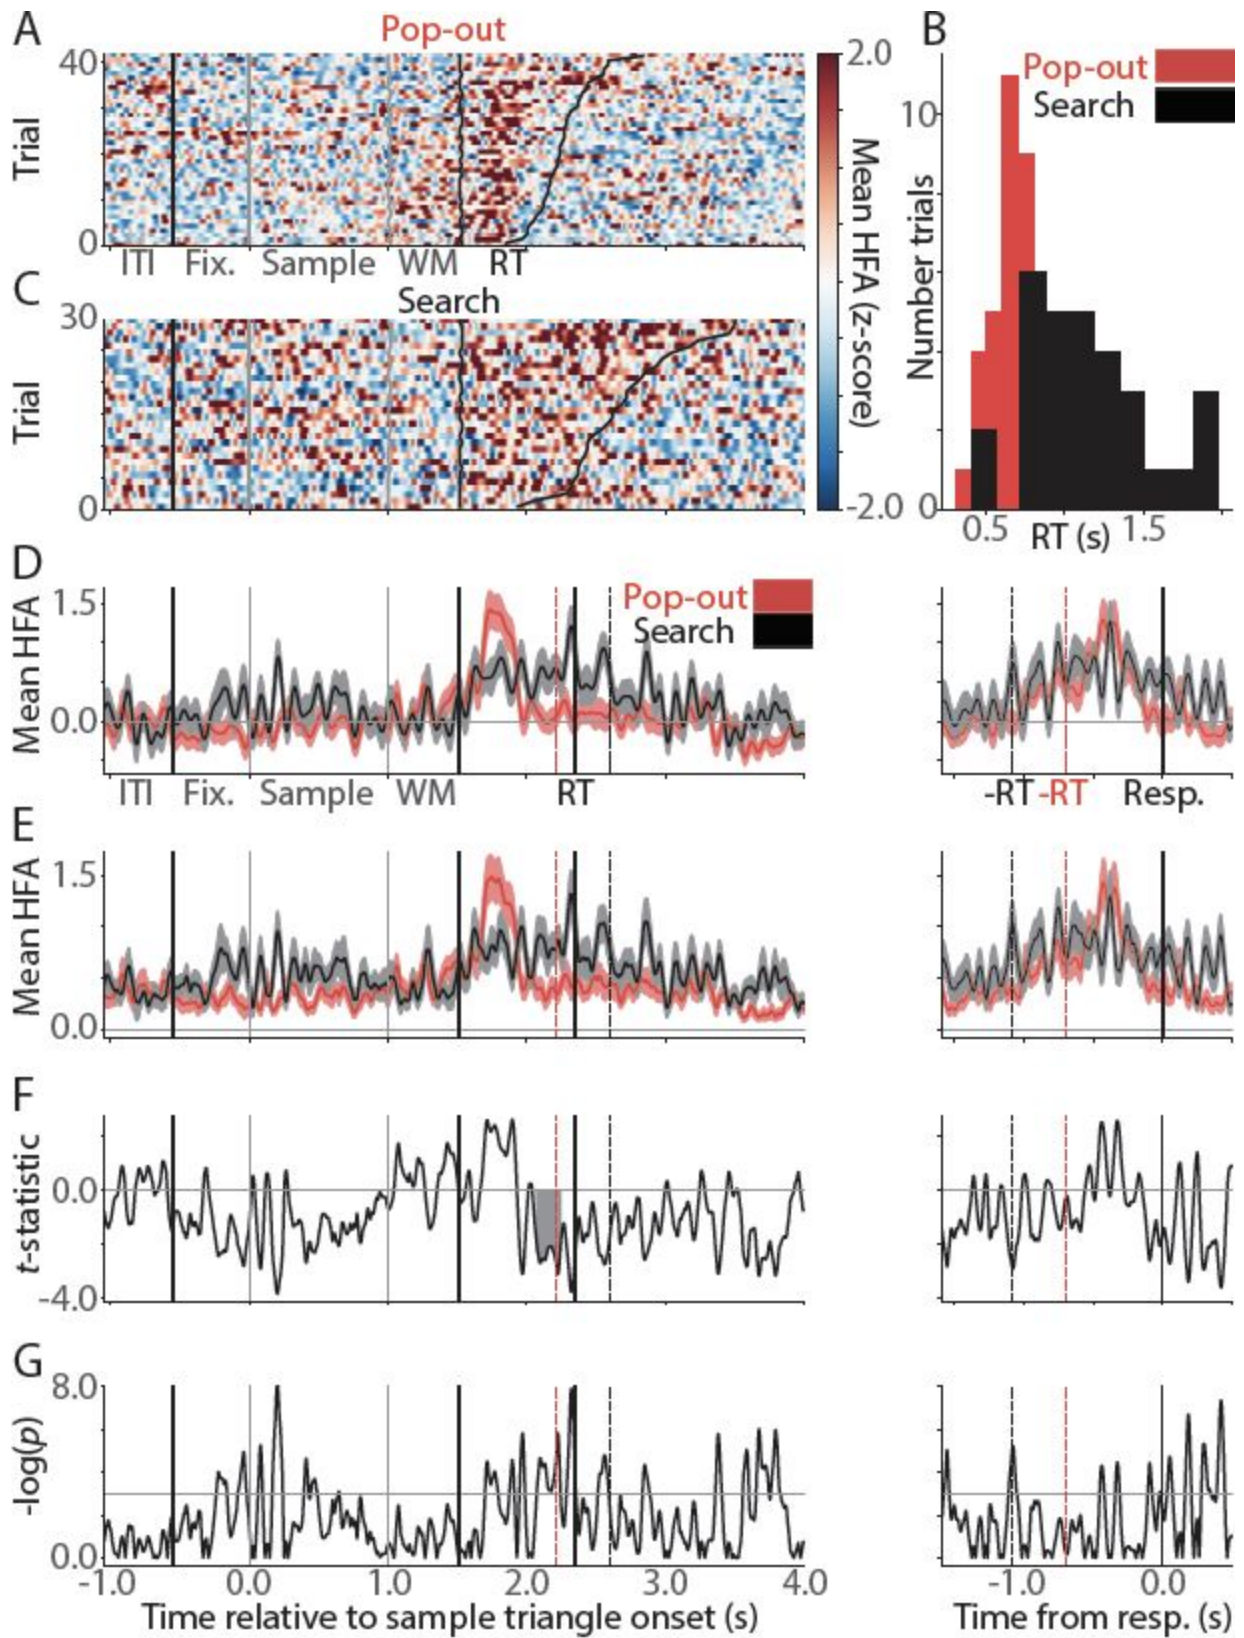 A
Pop-out
40
Trial
0
ITI Fix. Sample WM RT
2.0
Mean HFA (z-score)
-2.0
B
Pop-out
Search
10
Number trials
0
0.5 1.5
RT (s)
C
Search
30
Trial
0
D
1.5
Mean HFA
0.0
Pop-out
Search
ITI Fix. Sample WM RT
-RT -RT Resp.
E
1.5
Mean HFA
0.0
F
t-statistic
0.0
-4.0
G
8.0
-log(p)
0.0
-1.0 0.0 1.0 2.0 3.0 4.0
Time relative to sample triangle onset (s)
-1.0 0.0
Time from resp. (s)